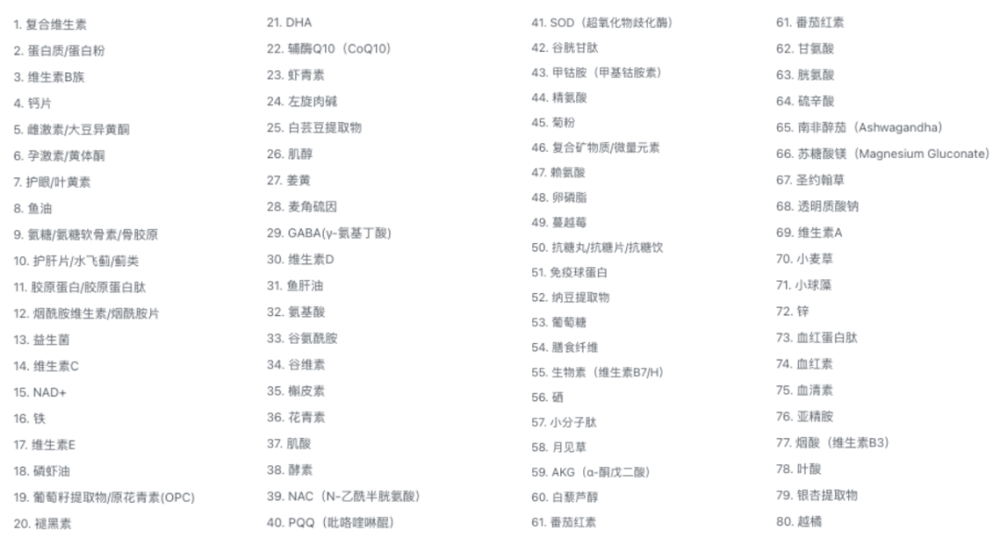 1. 复合维生素
2. 蛋白质/蛋白粉
3. 维生素B族
4. 钙片
5. 雌激素/大豆异黄酮
6. 孕激素/黄体酮
7. 护眼/叶黄素
8. 鱼油
9. 氨糖/氨糖软骨素/骨胶原
10. 护肝片/水飞蓟/蓟类
11. 胶原蛋白/胶原蛋白肽
12. 烟酰胺维生素/烟酰胺片
13. 益生菌
14. 维生素C
15. NAD+
16. 铁
17. 维生素E
18. 磷虾油
19. 葡萄籽提取物/原花青素(OPC)
20. 褪黑素
21. DHA
22. 辅酶Q10（CoQ10）
23. 虾青素
24. 左旋肉碱
25. 白芸豆提取物
26. 肌醇
27. 姜黄
28. 麦角硫因
29. GABA(γ-氨基丁酸)
30. 维生素D
31. 鱼肝油
32. 氨基酸
33. 谷氨酰胺
34. 谷维素
35. 槲皮素
36. 花青素
37. 肌酸
38. 酵素
39. NAC（N-乙酰半胱氨酸）
40. PQQ（吡咯喹啉醌）
41. SOD（超氧化物歧化酶）
42. 谷胱甘肽
43. 甲钴胺（甲基钴胺素）
44. 精氨酸
45. 菊粉
46. 复合矿物质/微量元素
47. 赖氨酸
48. 卵磷脂
49. 蔓越莓
50. 抗糖丸/抗糖片/抗糖饮
51. 免疫球蛋白
52. 纳豆提取物
53. 葡萄糖
54. 膳食纤维
55. 生物素（维生素B7/H）
56. 硒
57. 小分子肽
58. 月见草
59. AKG（α-酮戊二酸）
60. 白藜芦醇
61. 番茄红素
61. 番茄红素
62. 甘氨酸
63. 胱氨酸
64. 硫辛酸
65. 南非醉茄（Ashwagandha）
66. 苏糖酸镁（Magnesium Gluconate）
67. 圣约翰草
68. 透明质酸钠
69. 维生素A
70. 小麦草
71. 小球藻
72. 锌
73. 血红蛋白肽
74. 血红素
75. 血清素
76. 亚精胺
77. 烟酸（维生素B3）
78. 叶酸
79. 银杏提取物
80. 越橘